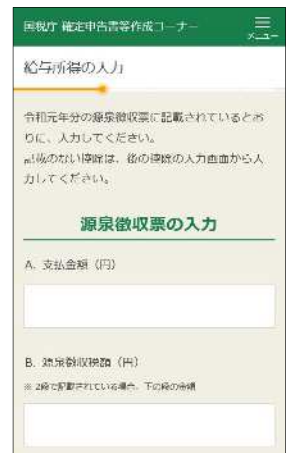 国税庁 確定申告書等作成コーナー
メニュー
給与所得の入力
令和元年分の源泉徴収票に記載されているとお
りに、入力してください。
記載のない控除は、後の控除の入力画面から入
力してください。
源泉徴収票の入力
A. 支払金額（円）
B. 源泉徴収税額（円）
※ 2段で記載されている場合、下の段の金額